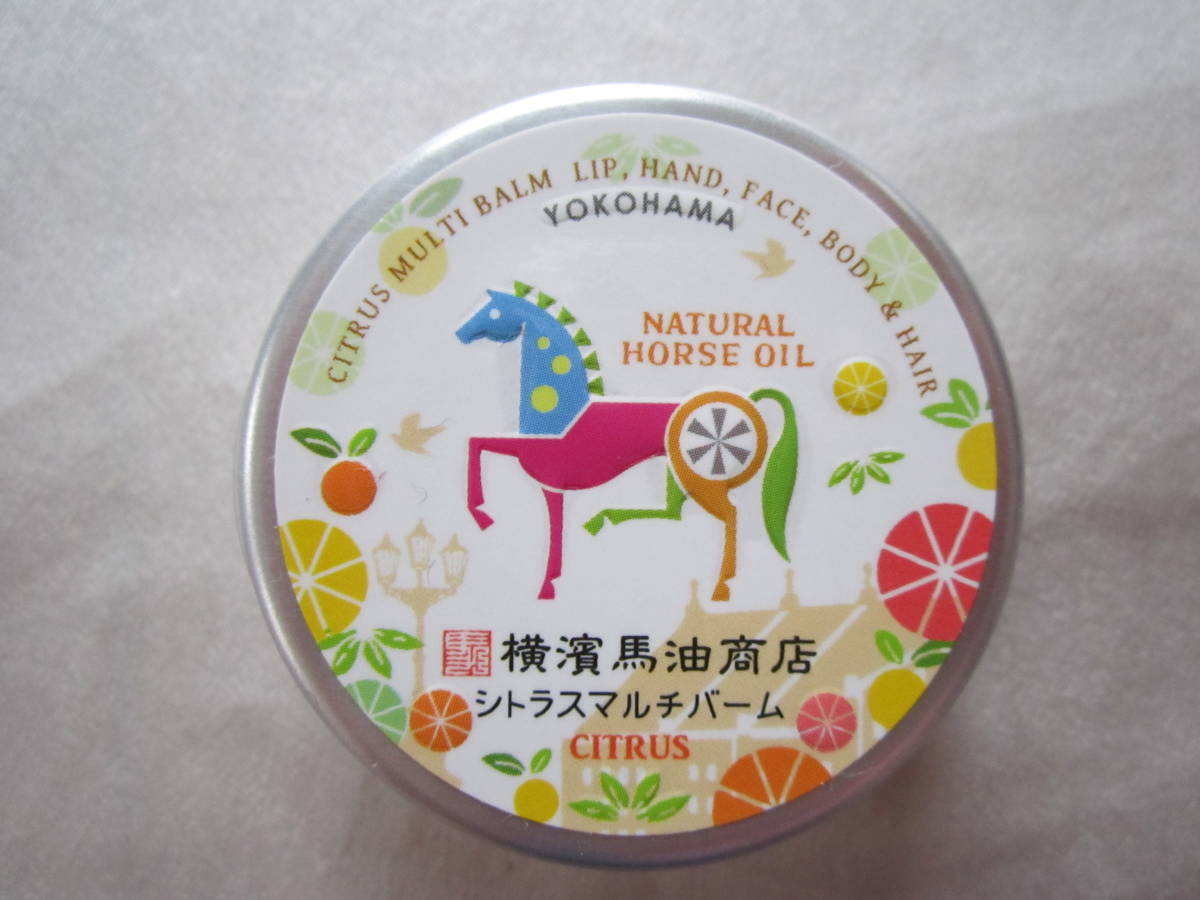 CITRUS MULTI BALM LIP, HAND, FACE, BODY & HAIR
YOKOHAMA
NATURAL
HORSE OIL
横濱馬油商店
シトラスマルチバーム
CITRUS